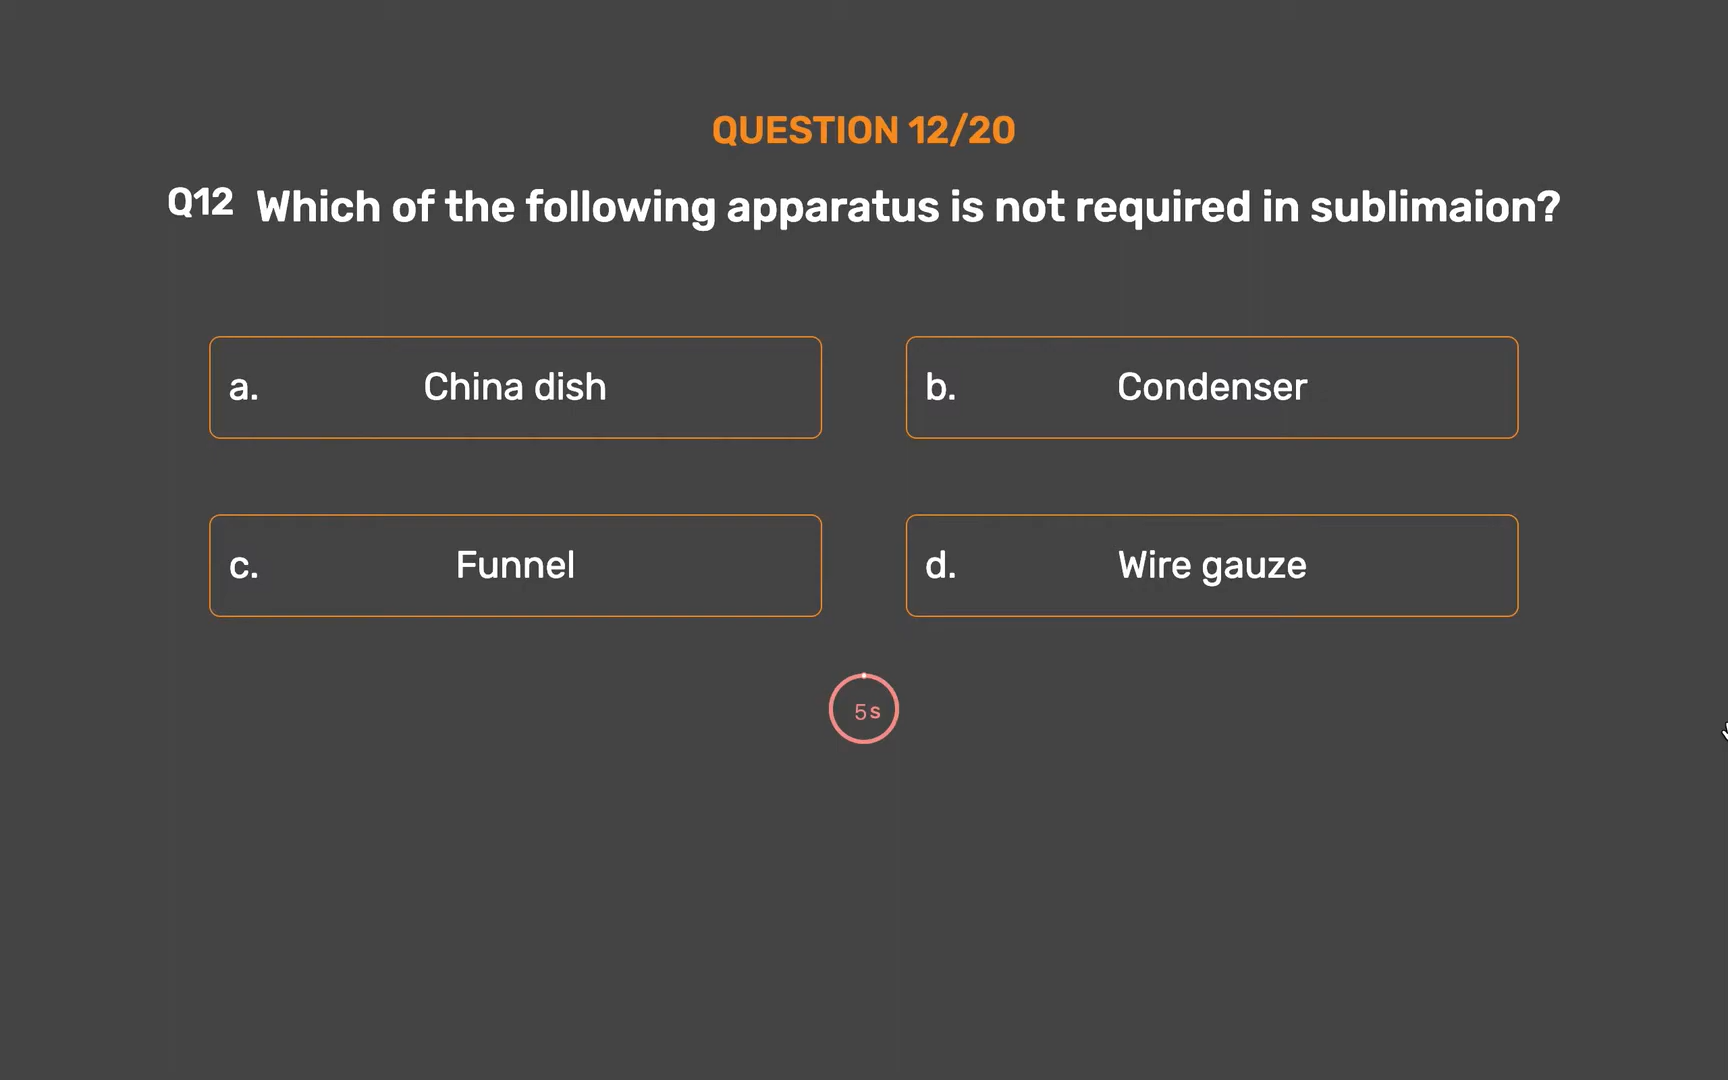 QUESTION 12/20
Q12 Which of the following apparatus is not required in sublimaion?
a. China dish
b. Condenser
c. Funnel
d. Wire gauze
5s